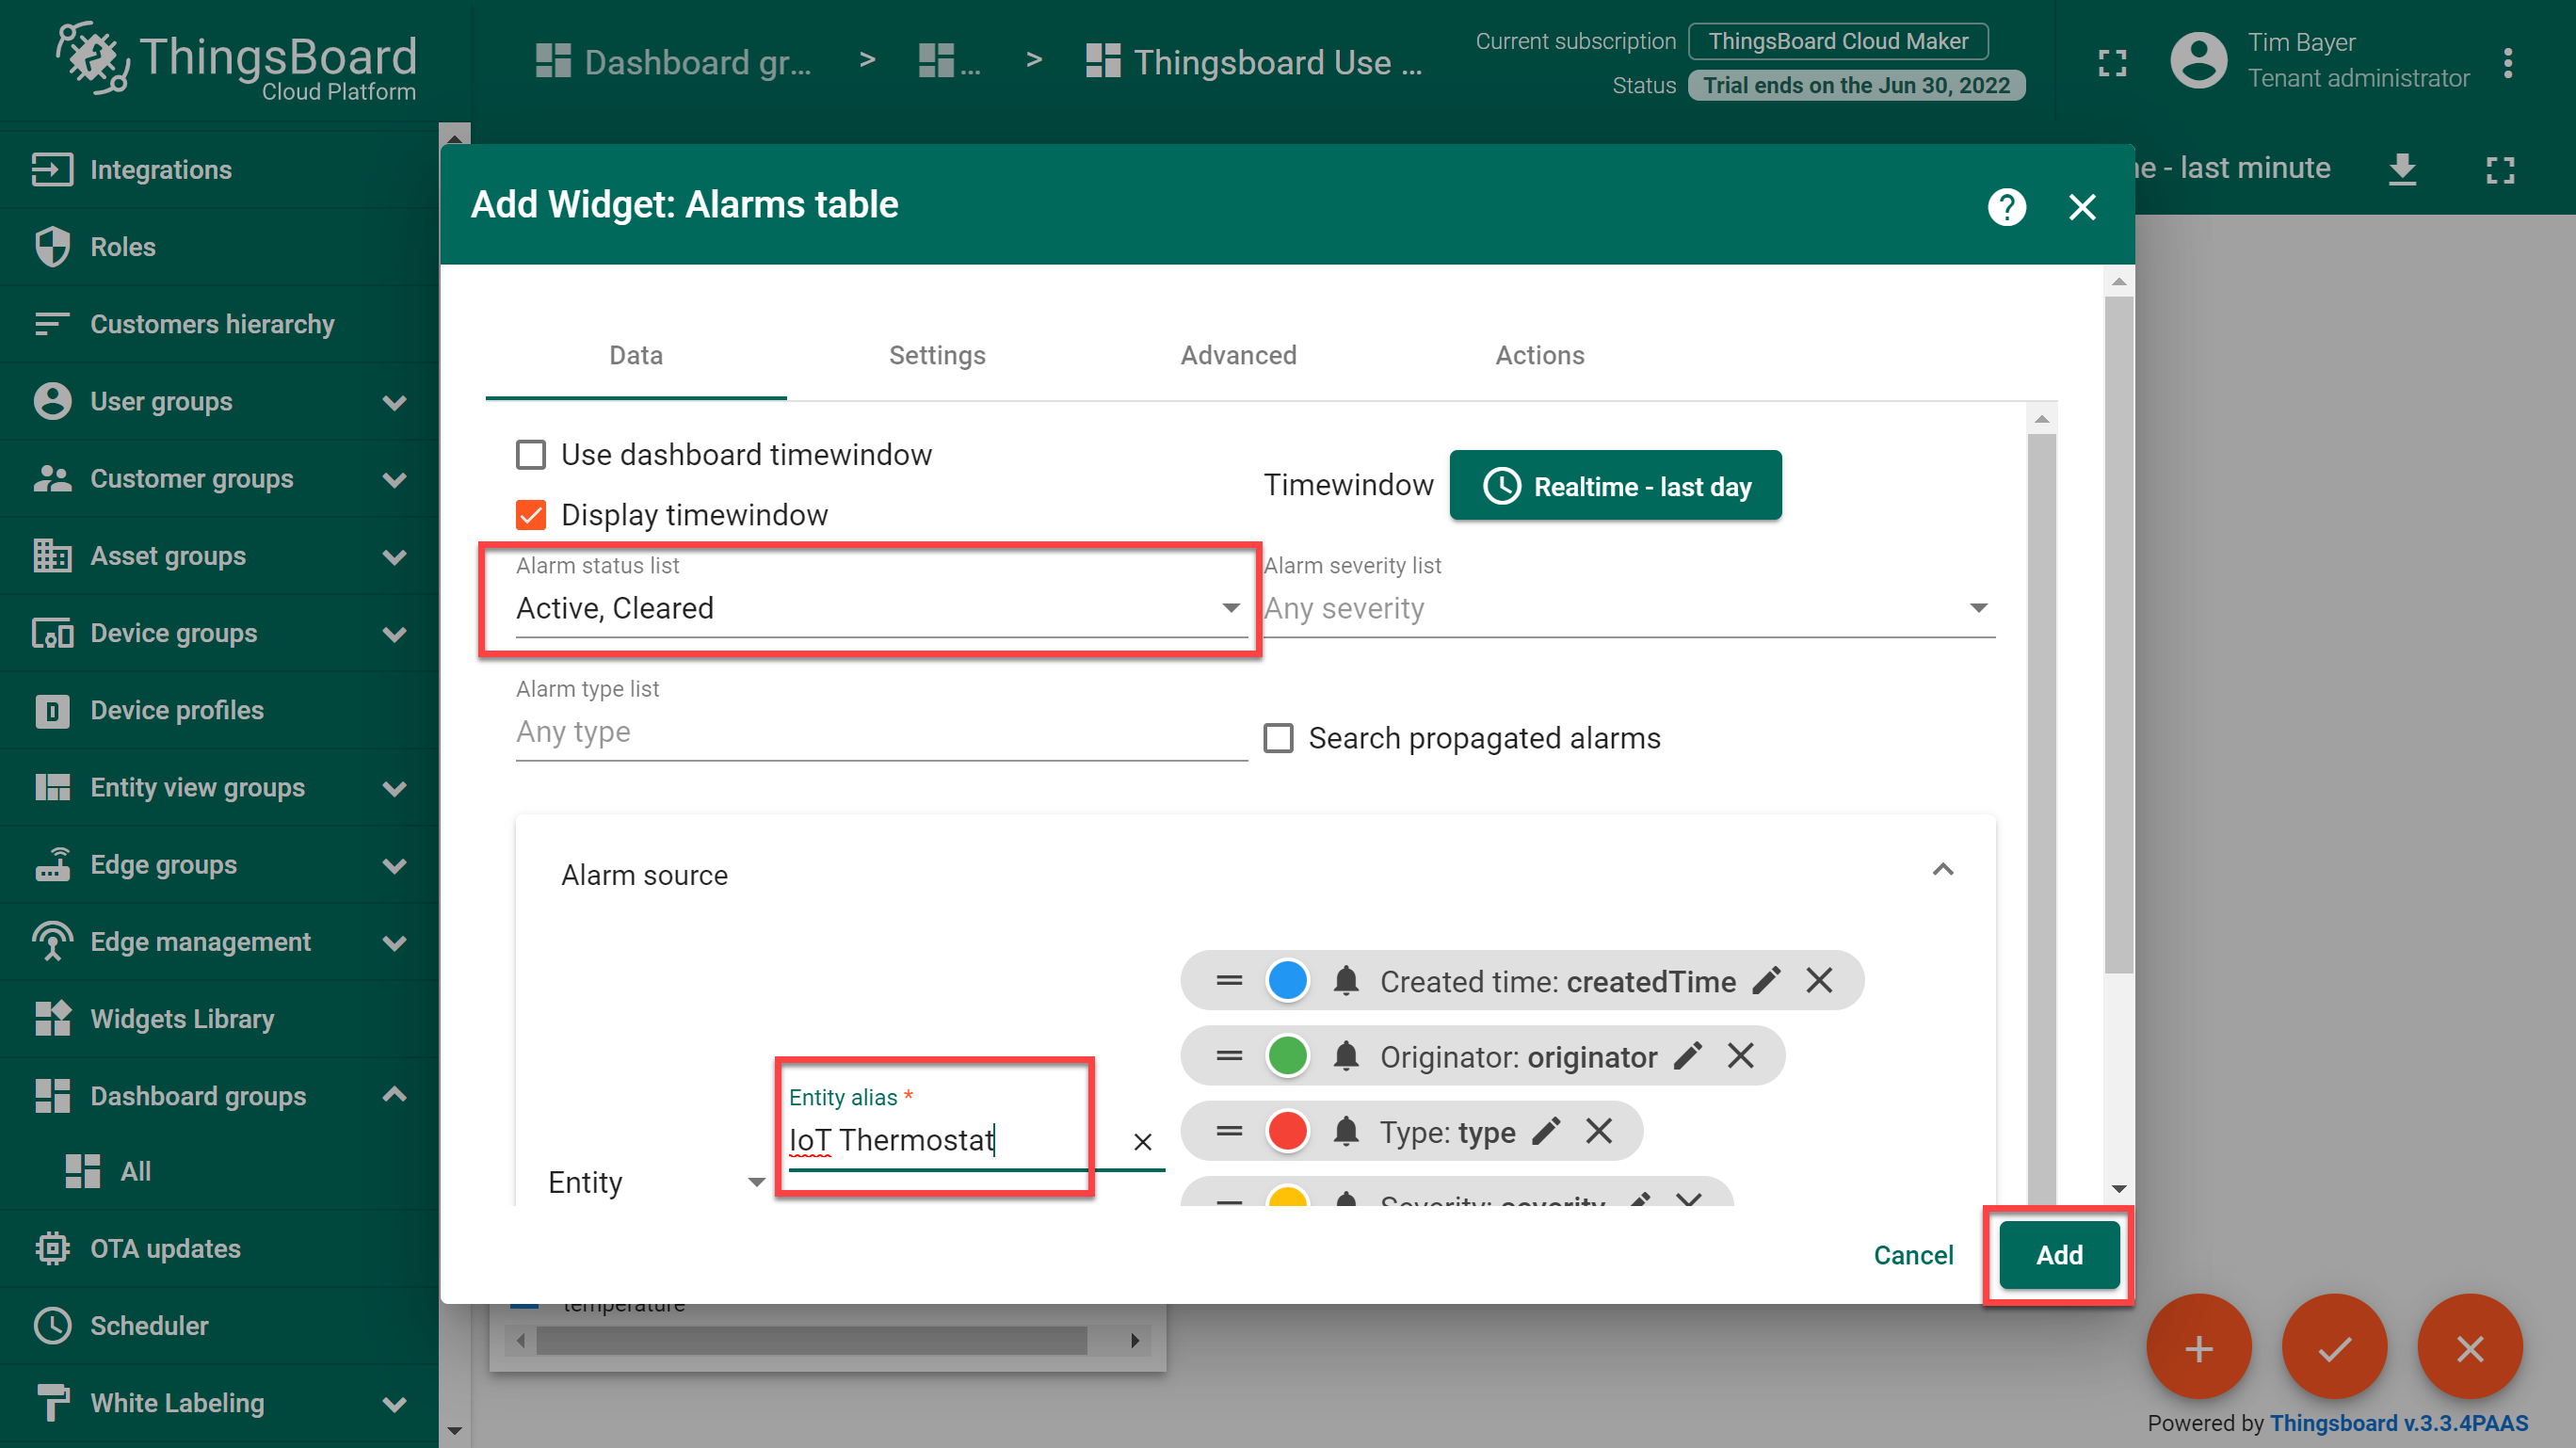 ThingsBoard
Cloud Platform
Dashboard gr...
>
...
>
Thingsboard Use ...
Current subscription
ThingsBoard Cloud Maker
Status
Trial ends on the Jun 30, 2022
Tim Bayer
Tenant administrator
Integrations
Roles
Customers hierarchy
User groups
Customer groups
Asset groups
Device groups
Device profiles
Entity view groups
Edge groups
Edge management
Widgets Library
Dashboard groups
All
OTA updates
Scheduler
White Labeling
- last minute
Add Widget: Alarms table
Data
Settings
Advanced
Actions
Use dashboard timewindow
Display timewindow
Timewindow
Realtime - last day
Alarm status list
Active, Cleared
Alarm severity list
Any severity
Alarm type list
Any type
Search propagated alarms
Alarm source
Entity
Entity alias *
IoT Thermostat
Created time: createdTime
Originator: originator
Type: type
Severity: severity
Cancel
Add
temperature
Powered by Thingsboard v.3.3.4PAAS